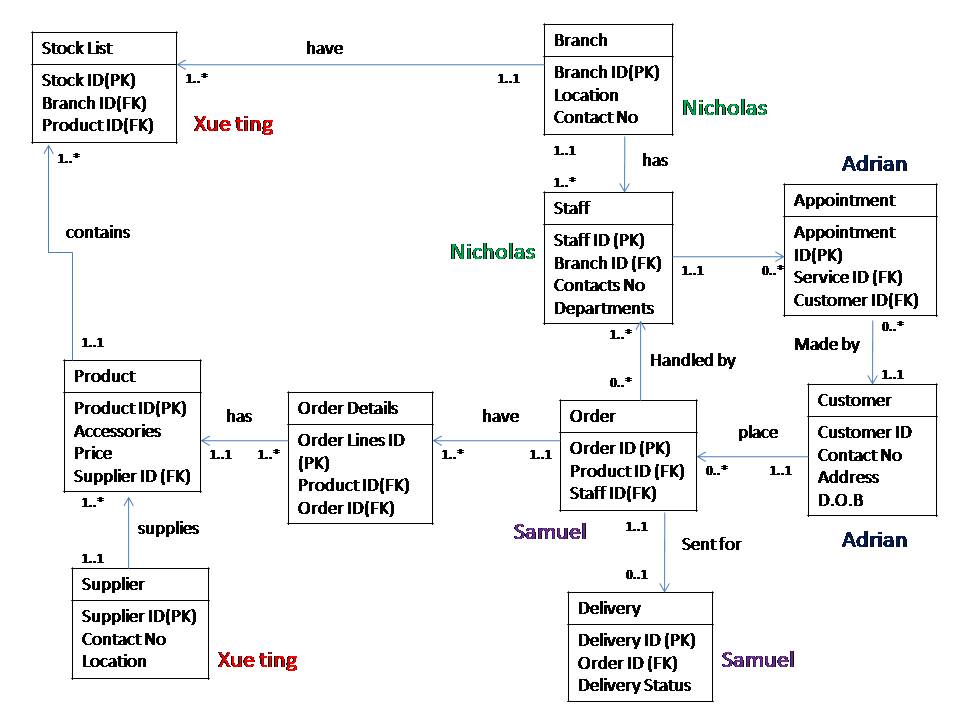 Stock List
Stock ID(PK)
Branch ID(FK)
Product ID(FK)
Xue ting
have
1..*
1..1
Branch
Branch ID(PK)
Location
Contact No
Nicholas
1..1
has
1..*
Staff
Staff ID (PK)
Branch ID (FK)
Contacts No
Departments
Nicholas
1..1
0..*
Adrian
Appointment
Appointment
ID(PK)
Service ID (FK)
Customer ID(FK)
0..*
Made by
1..1
Customer
Customer ID
Contact No
Address
D.O.B
Adrian
1..*
contains
1..1
Product
Product ID(PK)
Accessories
Price
Supplier ID (FK)
has
1..1
1..*
Order Details
Order Lines ID
(PK)
Product ID(FK)
Order ID(FK)
have
1..*
1..1
1..*
Handled by
0..*
Order
Order ID (PK)
Product ID (FK)
Staff ID(FK)
place
0..*
1..1
Samuel
1..1
Sent for
0..1
Delivery
Delivery ID (PK)
Order ID (FK)
Delivery Status
Samuel
1..*
supplies
1..1
Supplier
Supplier ID(PK)
Contact No
Location
Xue ting